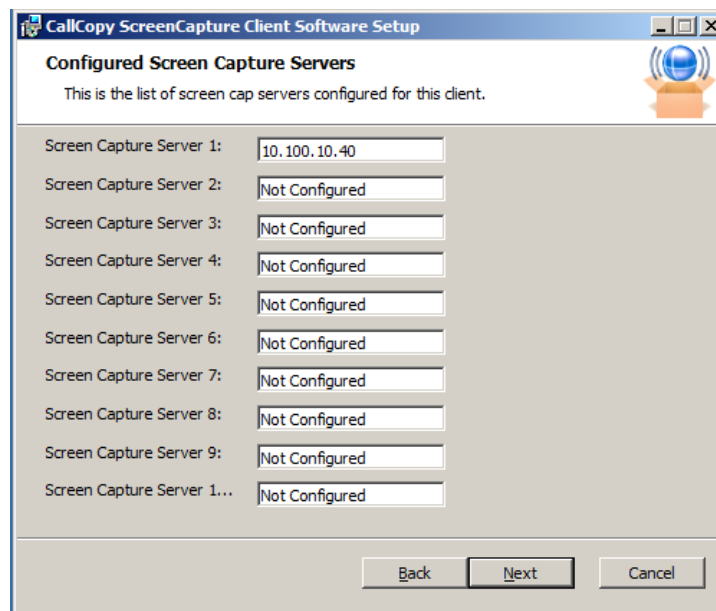 CallCopy ScreenCapture Client Software Setup
Configured Screen Capture Servers
This is the list of screen cap servers configured for this client.
Screen Capture Server 1: 10.100.10.40
Screen Capture Server 2: Not Configured
Screen Capture Server 3: Not Configured
Screen Capture Server 4: Not Configured
Screen Capture Server 5: Not Configured
Screen Capture Server 6: Not Configured
Screen Capture Server 7: Not Configured
Screen Capture Server 8: Not Configured
Screen Capture Server 9: Not Configured
Screen Capture Server 1... Not Configured
Back Next Cancel